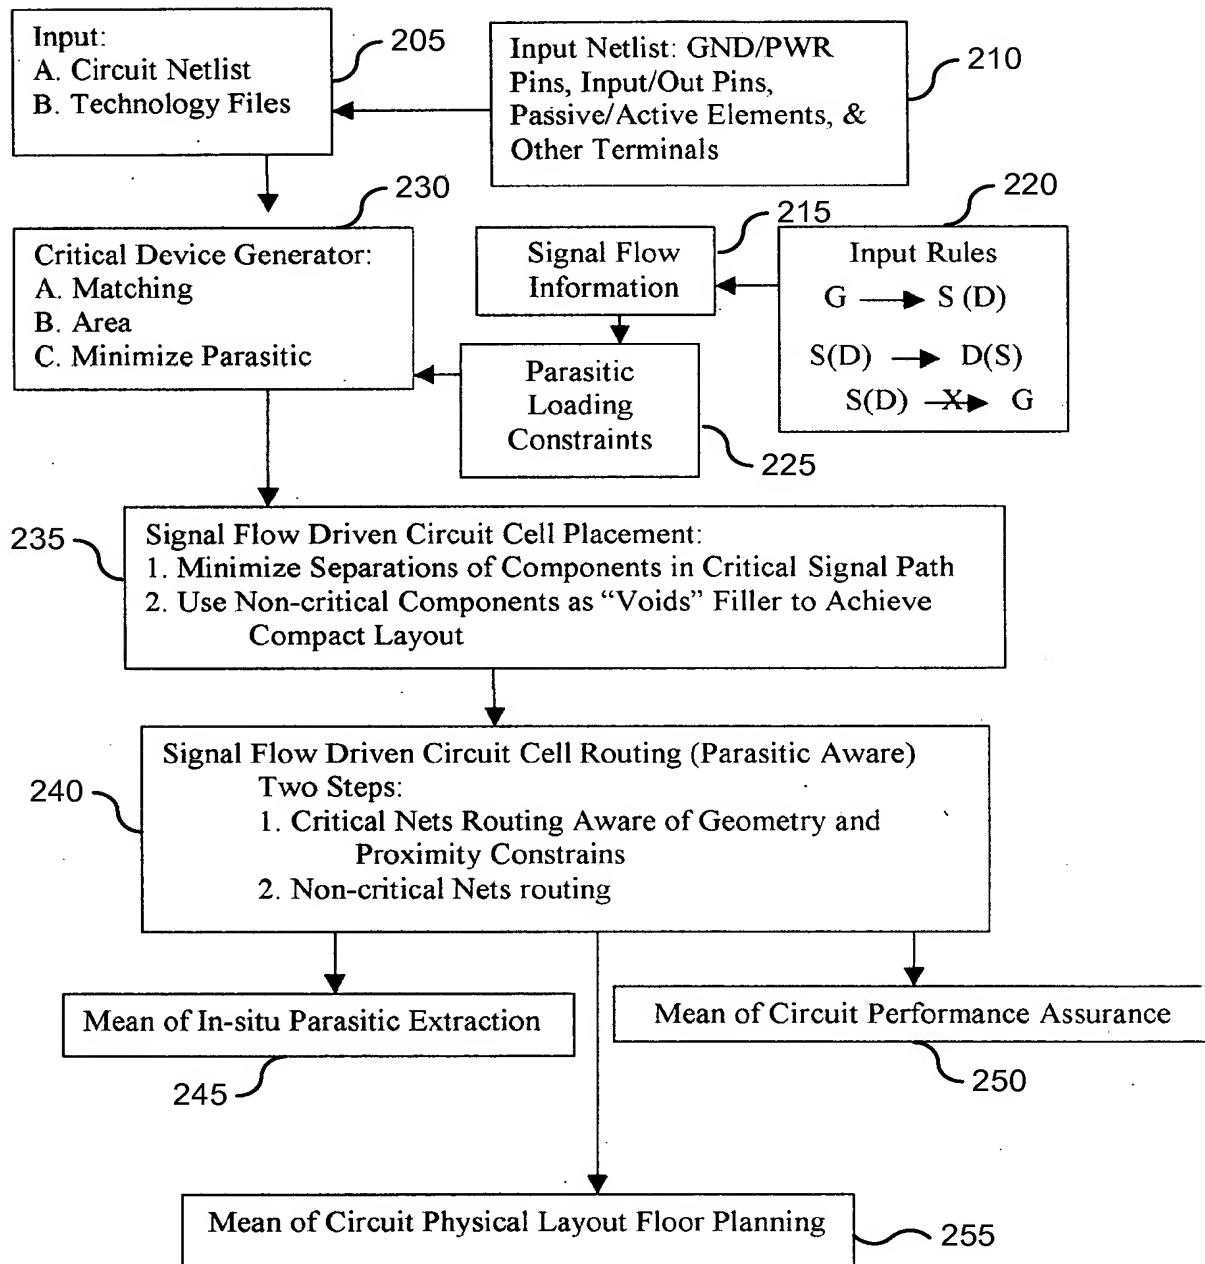 Input:
A. Circuit Netlist
B. Technology Files
205
Input Netlist: GND/PWR
Pins, Input/Out Pins,
Passive/Active Elements, &
Other Terminals
210
230
Critical Device Generator:
A. Matching
B. Area
C. Minimize Parasitic
215
Signal Flow
Information
220
Input Rules
G S (D)
S(D) D(S)
S(D) X G
Parasitic
Loading
Constraints
225
235
Signal Flow Driven Circuit Cell Placement:
1. Minimize Separations of Components in Critical Signal Path
2. Use Non-critical Components as “Voids” Filler to Achieve
Compact Layout
240
Signal Flow Driven Circuit Cell Routing (Parasitic Aware)
Two Steps:
1. Critical Nets Routing Aware of Geometry and
Proximity Constrains
2. Non-critical Nets routing
Mean of In-situ Parasitic Extraction
245
Mean of Circuit Performance Assurance
250
Mean of Circuit Physical Layout Floor Planning
255